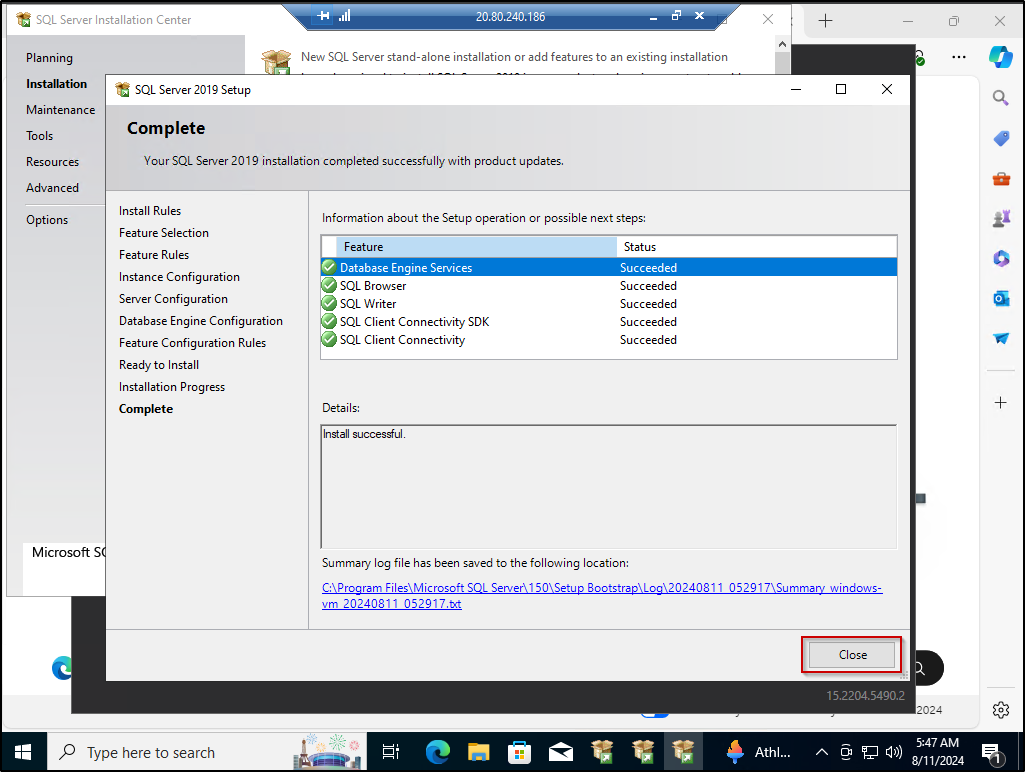 SQL Server Installation Center
20.80.240.186
Planning
Installation
Maintenance
Tools
Resources
Advanced
Options
New SQL Server stand-alone installation or add features to an existing installation
SQL Server 2019 Setup
Complete
Your SQL Server 2019 installation completed successfully with product updates.
Install Rules
Feature Selection
Feature Rules
Instance Configuration
Server Configuration
Database Engine Configuration
Feature Configuration Rules
Ready to Install
Installation Progress
Complete
Information about the Setup operation or possible next steps:
Feature Status
Database Engine Services Succeeded
SQL Browser Succeeded
SQL Writer Succeeded
SQL Client Connectivity SDK Succeeded
SQL Client Connectivity Succeeded
Details:
Install successful.
Summary log file has been saved to the following location:
C:\Program Files\Microsoft SQL Server\150\Setup Bootstrap\Log\20240811_052917\Summary_windows-
vm_20240811_052917.txt
Close
Microsoft SQ
15.2204.5490.2
2024
Type here to search
Athl...
5:47 AM
8/11/2024
1